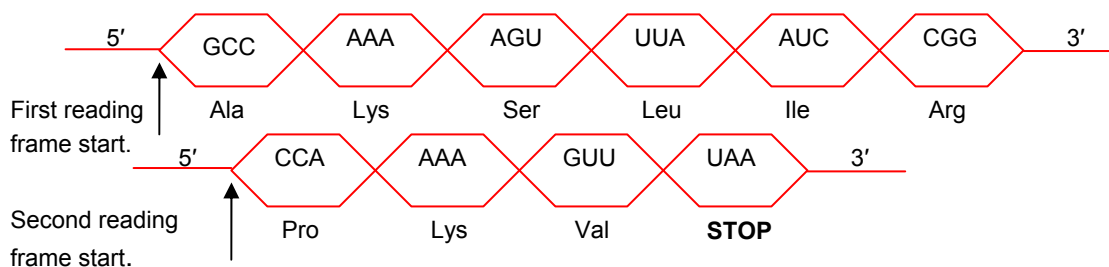 5′ GCC AAA AGU UUA AUC CGG 3′
First reading Ala Lys Ser Leu Ile Arg
frame start.
5′ CCA AAA GUU UAA 3′
Second reading Pro Lys Val STOP
frame start.